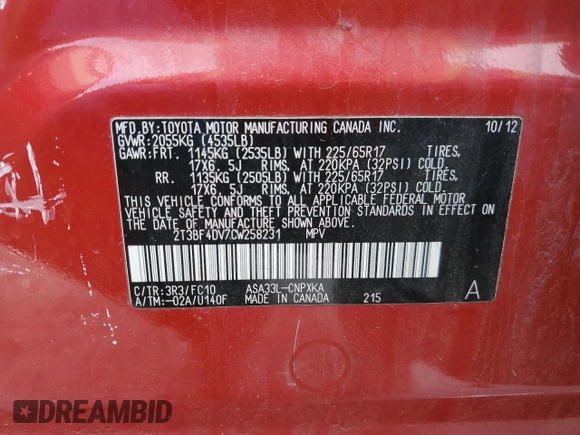 MFD.BY:TOYOTA MOTOR MANUFACTURING CANADA INC. 10/12
GVWR:2055KG (4535LB)
GAWR:FRT. 1145KG (2535LB) WITH 225/65R17 TIRES,
17X6. 5J RIMS, AT 220KPA (32PSI) COLD.
RR. 1135KG (2505LB) WITH 225/65R17 TIRES,
17X6. 5J RIMS, AT 220KPA (32PSI) COLD.
THIS VEHICLE CONFORMS TO ALL APPLICABLE FEDERAL MOTOR
VEHICLE SAFETY AND THEFT PREVENTION STANDARDS IN EFFECT
ON THE DATE OF MANUFACTURE SHOWN ABOVE.
2T3BF4DV7CW258231 MPV
C/TR:3R3/FC10 ASA33L-CNPXKA
A/TM:-02A/U140F MADE IN CANADA 215 A
DREAMBID